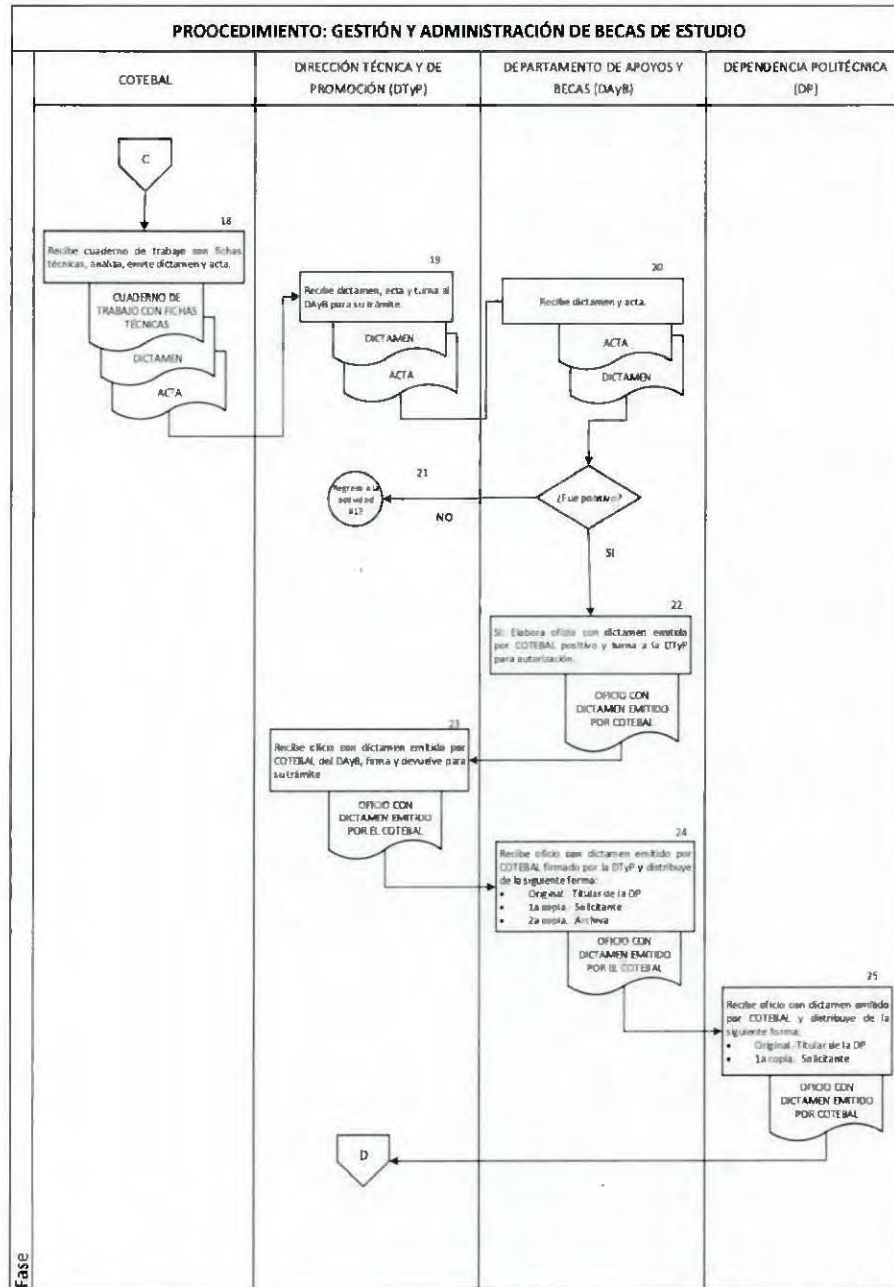 PROOCEDIMIENTO: GESTIÓN Y ADMINISTRACIÓN DE BECAS DE ESTUDIO
COTEBAL
DIRECCIÓN TÉCNICA Y DE
PROMOCIÓN (DTyP)
DEPARTAMENTO DE APOYOS Y
BECAS (DAyB)
DEPENDENCIA POLITÉCNICA
(DP)
C
18
Recibe cuaderno de trabajo con fichas
técnicas, analiza, emite dictamen y acta.
CUADERNO DE
TRABAJO CON FICHAS
TÉCNICAS
DICTAMEN
ACTA
19
Recibe dictamen, acta y turna al
DAyB para su trámite.
DICTAMEN
ACTA
20
Recibe dictamen y acta.
ACTA
DICTAMEN
¿Fue positivo?
NO
21
Regresa a la
actividad
SI
22
SI: Elabora oficio con dictamen emitido
por COTEBAL positivo y turna a la DTyP
para autorización.
OFICIO CON
DICTAMEN EMITIDO
POR COTEBAL
23
Recibe oficio con dictamen emitido por
COTEBAL del DAyB, firma y devuelve para
su trámite
OFICIO CON
DICTAMEN EMITIDO
POR EL COTEBAL
24
Recibe oficio con dictamen emitido por
COTEBAL firmado por la DTyP y distribuye
de la siguiente forma:
• Original. Titular de la DP
• 1a copia. Solicitante
• 2a copia. Archiva
OFICIO CON
DICTAMEN EMITIDO
POR EL COTEBAL
25
Recibe oficio con dictamen emitido
por COTEBAL y distribuye de la
siguiente forma:
• Original. Titular de la DP
• 1a copia. Solicitante
OFICIO CON
DICTAMEN EMITIDO
POR COTEBAL
D
Fase